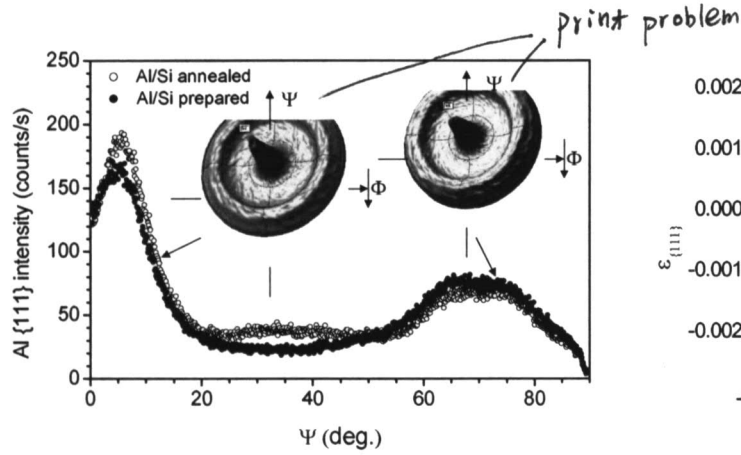 print problem
250
200
150
100
50
0
Al {111} intensity (counts/s)
Al/Si annealed
Al/Si prepared
Ψ
Φ
Ψ
Φ
0 20 40 60 80
Ψ (deg.)
0.002
0.001
0.000
-0.001
-0.002
-
ε{111}